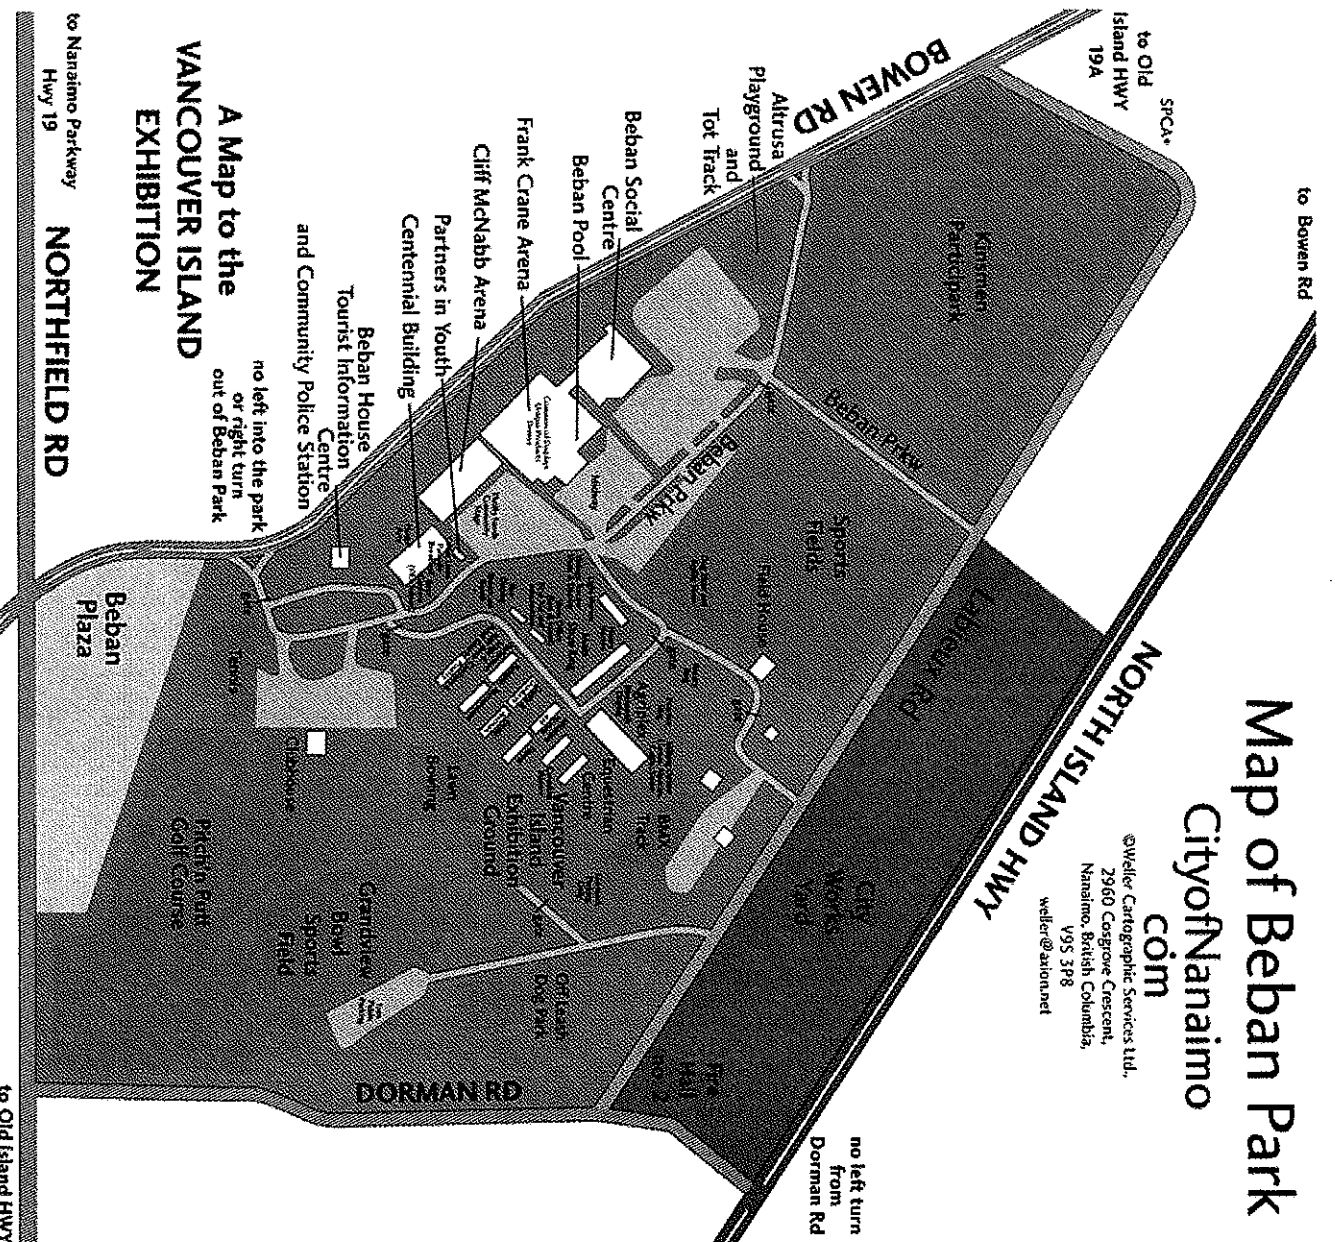 Map of Beban Park
CityofNanaimo
com
©Weller Cartographic Services Ltd.,
2960 Cosgrove Crescent,
Nanaimo, British Columbia,
V9S 3P8
weller@axion.net
to Bowen Rd
NORTH ISLAND HWY
no left turn
from
Dorman Rd
SPCA
to Old
Island HWY
19A
BOWEN RD
Kinsmen
Participark
Beban Prkw
Labieux Rd
City
Works
Yard
Fire
Hall
no 2
Altrusa
Playground
and
Tot Track
Beban Social
Centre
Beban Pool
Frank Crane Arena
Cliff McNabb Arena
Partners in Youth
Centennial Building
Beban House
Tourist Information
Centre
and Community Police Station
Beban Prkw
Sports
Fields
Field House
BMX
Track
Equestrian
Centre
Vancouver
Island
Exhibition
Ground
Lawn
Bowling
Off Leash
Dog Park
Grandview
Bowl
Sports
Field
Clubhouse
Tennis
Pitch'n Putt
Golf Course
DORMAN RD
no left into the park
or right turn
out of Beban Park
A Map to the
VANCOUVER ISLAND
EXHIBITION
Beban
Plaza
to Nanaimo Parkway
Hwy 19
NORTHFIELD RD
to Old Island HWY